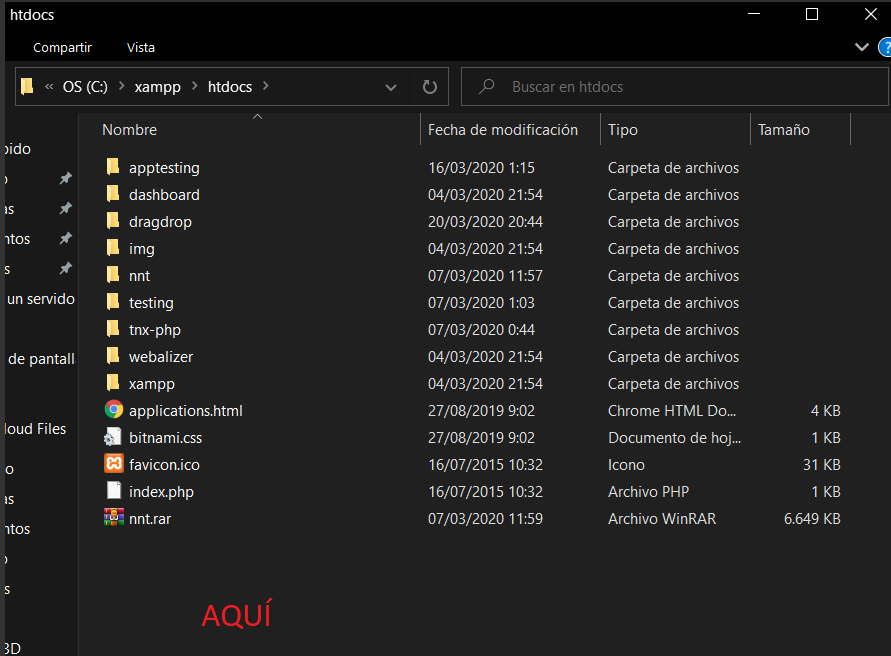 htdocs
Compartir Vista
?
« OS (C:) > xampp > htdocs > Buscar en htdocs
Nombre Fecha de modificación Tipo Tamaño
apptesting 16/03/2020 1:15 Carpeta de archivos
dashboard 04/03/2020 21:54 Carpeta de archivos
dragdrop 20/03/2020 20:44 Carpeta de archivos
img 04/03/2020 21:54 Carpeta de archivos
nnt 07/03/2020 11:57 Carpeta de archivos
testing 07/03/2020 1:03 Carpeta de archivos
un servido
tnx-php 07/03/2020 0:44 Carpeta de archivos
webalizer 04/03/2020 21:54 Carpeta de archivos
de pantall
xampp 04/03/2020 21:54 Carpeta de archivos
applications.html 27/08/2019 9:02 Chrome HTML Do... 4 KB
loud Files
bitnami.css 27/08/2019 9:02 Documento de hoj... 1 KB
favicon.ico 16/07/2015 10:32 Icono 31 KB
index.php 16/07/2015 10:32 Archivo PHP 1 KB
nnt.rar 07/03/2020 11:59 Archivo WinRAR 6.649 KB
ntos
AQUÍ
3D